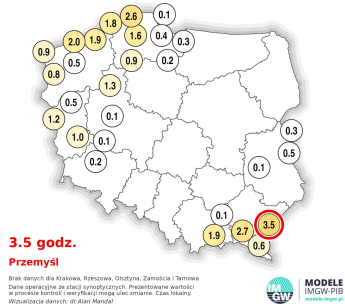 0.1
2.6
1.8
1.6
0.4
0.3
1.9
2.0
0.9
0.5
0.9
0.2
0.8
1.3
0.5
0.1
1.2
1.0
0.1
0.2
0.3
0.5
0.1
0.1
3.5
2.7
1.9
0.6
3.5 godz.
Przemyśl
Brak danych dla Krakowa, Rzeszowa, Olsztyna, Zamościa i Tarnowa
Dane operacyjne ze stacji synoptycznych. Prezentowane wartości
w procesie kontroli i weryfikacji mogą ulec zmianie. Czas lokalny.
Wizualizacja danych: dr Alan Mandal
IM
GW
MODELE
IMGW-PIB
modele.imgw.pl